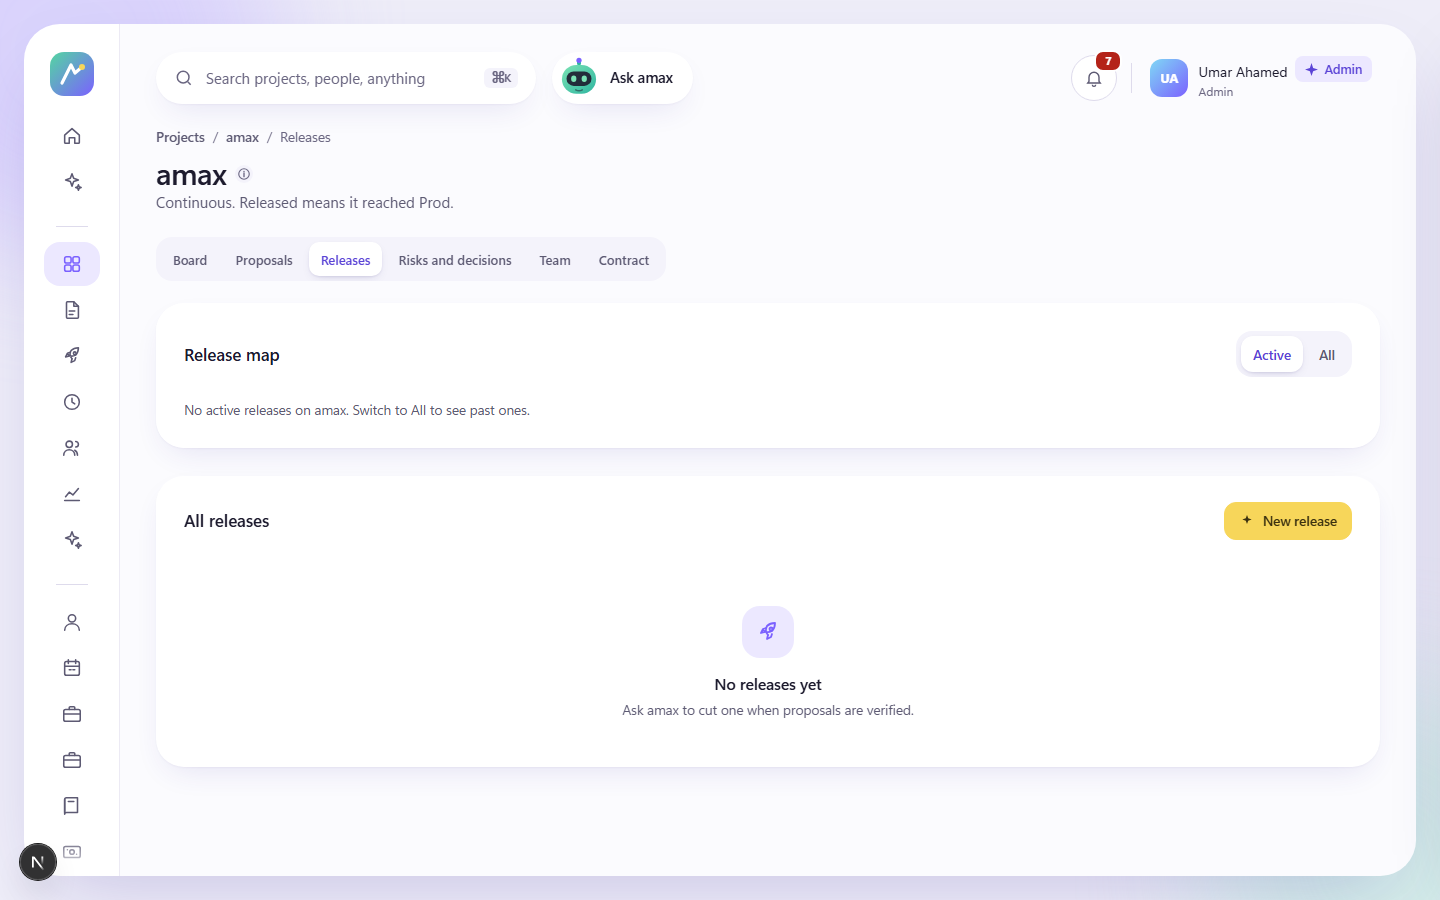 Search projects, people, anything
⌘K
Ask amax
7
UA
Umar Ahamed
Admin
Admin
Projects / amax / Releases
amax
Continuous. Released means it reached Prod.
Board
Proposals
Releases
Risks and decisions
Team
Contract
Release map
Active
All
No active releases on amax. Switch to All to see past ones.
All releases
New release
No releases yet
Ask amax to cut one when proposals are verified.
N